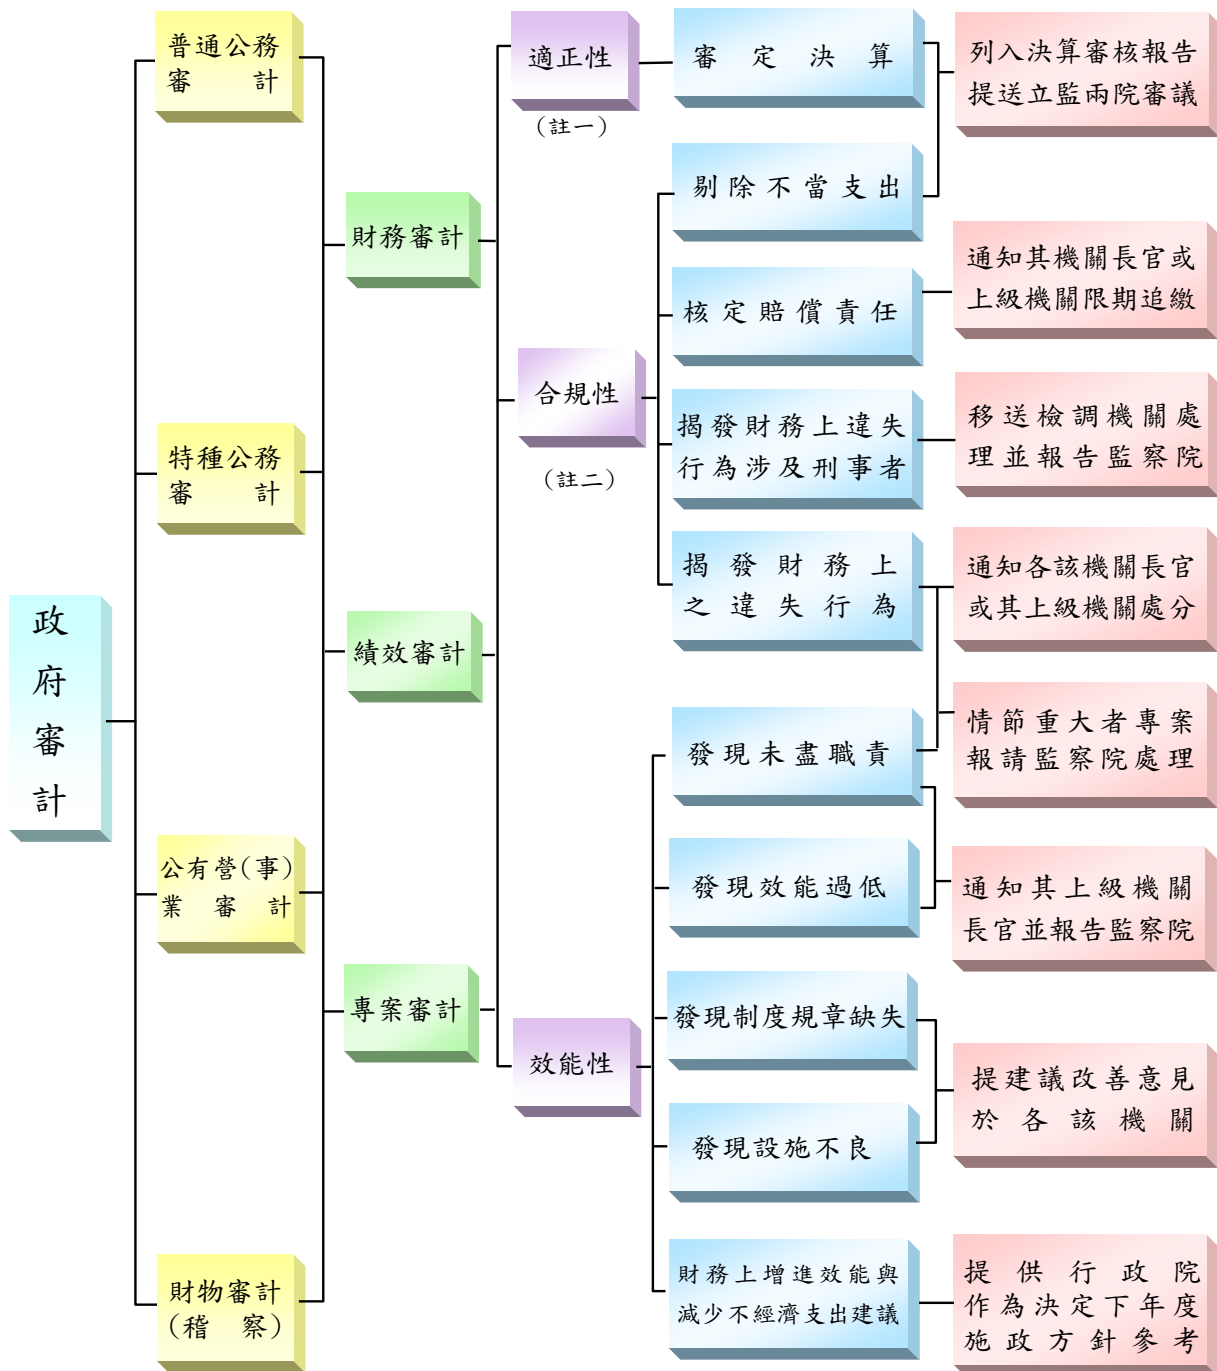 政
府
審
計
普通公務
審計
特種公務
審計
公有營(事)
業審計
財物審計
(稽察)
財務審計
績效審計
專案審計
適正性
(註一)
合規性
(註二)
效能性
審定決算
剔除不當支出
核定賠償責任
揭發財務上違失
行為涉及刑事者
揭發財務上
之違失行為
發現未盡職責
發現效能過低
發現制度規章缺失
發現設施不良
財務上增進效能與
減少不經濟支出建議
列入決算審核報告
提送立監兩院審議
通知其機關長官或
上級機關限期追繳
移送檢調機關處
理並報告監察院
通知各該機關長官
或其上級機關處分
情節重大者專案
報請監察院處理
通知其上級機關
長官並報告監察院
提建議改善意見
於各該機關
提供行政院
作為決定下年度
施政方針參考